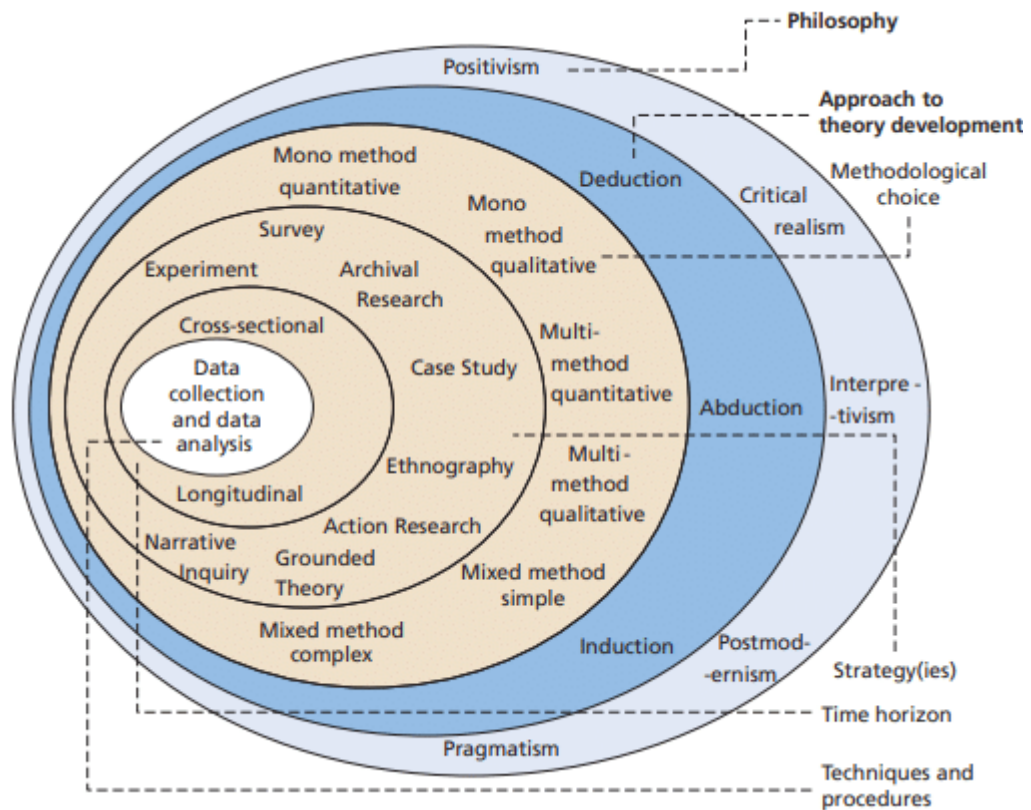 Philosophy
Positivism
Approach to
theory development
Mono method
quantitative
Deduction
Methodological
choice
Critical
realism
Mono
method
qualitative
Survey
Experiment
Archival
Research
Cross-sectional
Multi-
method
quantitative
Data
collection
and data
analysis
Case Study
Abduction
Interpre -
-tivism
Ethnography
Multi -
method
qualitative
Longitudinal
Action Research
Narrative
Inquiry
Grounded
Theory
Mixed method
simple
Mixed method
complex
Induction
Postmod-
-ernism
Strategy(ies)
Time horizon
Pragmatism
Techniques and
procedures